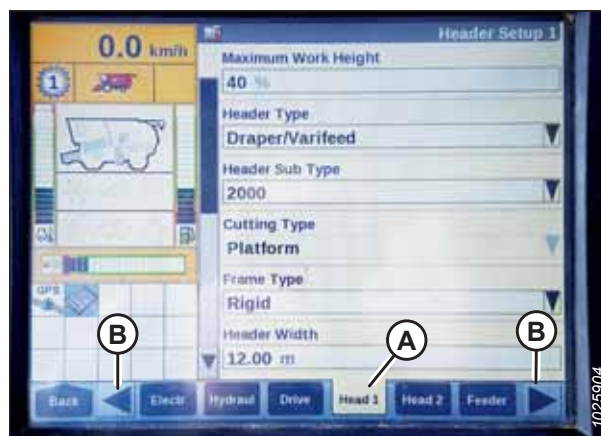 0.0 km/h
Header Setup 1
Maximum Work Height
40 %
1
Header Type
Draper/Varifeed
Header Sub Type
2000
Cutting Type
Platform
Frame Type
GPS
Rigid
Header Width
12.00 m
B
A
B
Back
Electr
Hydraul
Drive
Head 1
Head 2
Feeder
1025904